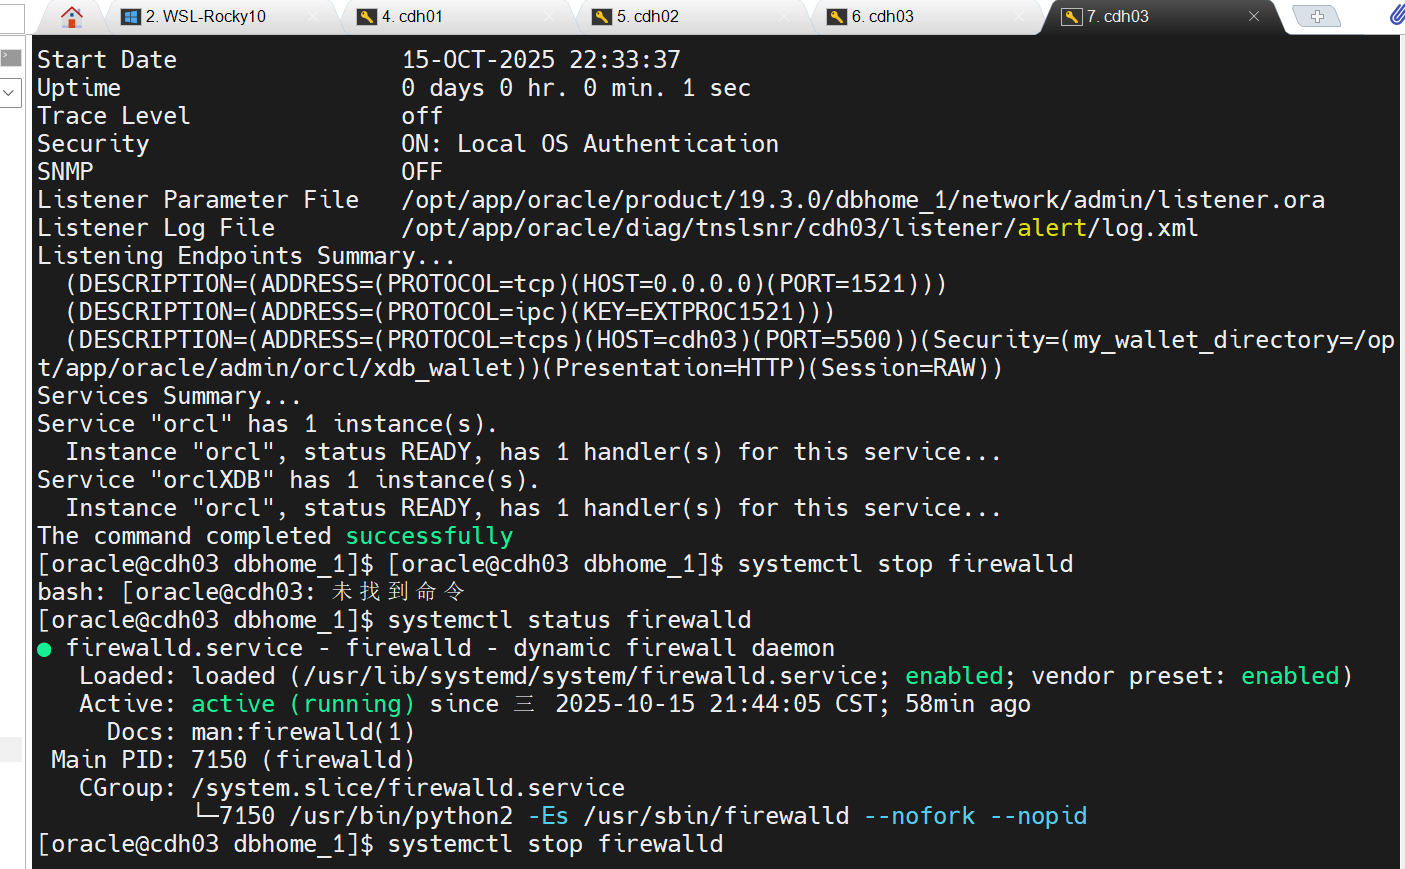 2. WSL-Rocky10
4. cdh01
5. cdh02
6. cdh03
7. cdh03
Start Date                15-OCT-2025 22:33:37
Uptime                    0 days 0 hr. 0 min. 1 sec
Trace Level               off
Security                  ON: Local OS Authentication
SNMP                      OFF
Listener Parameter File   /opt/app/oracle/product/19.3.0/dbhome_1/network/admin/listener.ora
Listener Log File         /opt/app/oracle/diag/tnslsnr/cdh03/listener/alert/log.xml
Listening Endpoints Summary...
  (DESCRIPTION=(ADDRESS=(PROTOCOL=tcp)(HOST=0.0.0.0)(PORT=1521)))
  (DESCRIPTION=(ADDRESS=(PROTOCOL=ipc)(KEY=EXTPROC1521)))
  (DESCRIPTION=(ADDRESS=(PROTOCOL=tcps)(HOST=cdh03)(PORT=5500))(Security=(my_wallet_directory=/op
t/app/oracle/admin/orcl/xdb_wallet))(Presentation=HTTP)(Session=RAW))
Services Summary...
Service "orcl" has 1 instance(s).
  Instance "orcl", status READY, has 1 handler(s) for this service...
Service "orclXDB" has 1 instance(s).
  Instance "orcl", status READY, has 1 handler(s) for this service...
The command completed successfully
[oracle@cdh03 dbhome_1]$ [oracle@cdh03 dbhome_1]$ systemctl stop firewalld
bash: [oracle@cdh03: 未找到命令
[oracle@cdh03 dbhome_1]$ systemctl status firewalld
● firewalld.service - firewalld - dynamic firewall daemon
   Loaded: loaded (/usr/lib/systemd/system/firewalld.service; enabled; vendor preset: enabled)
   Active: active (running) since 三 2025-10-15 21:44:05 CST; 58min ago
     Docs: man:firewalld(1)
 Main PID: 7150 (firewalld)
   CGroup: /system.slice/firewalld.service
           └─7150 /usr/bin/python2 -Es /usr/sbin/firewalld --nofork --nopid
[oracle@cdh03 dbhome_1]$ systemctl stop firewalld